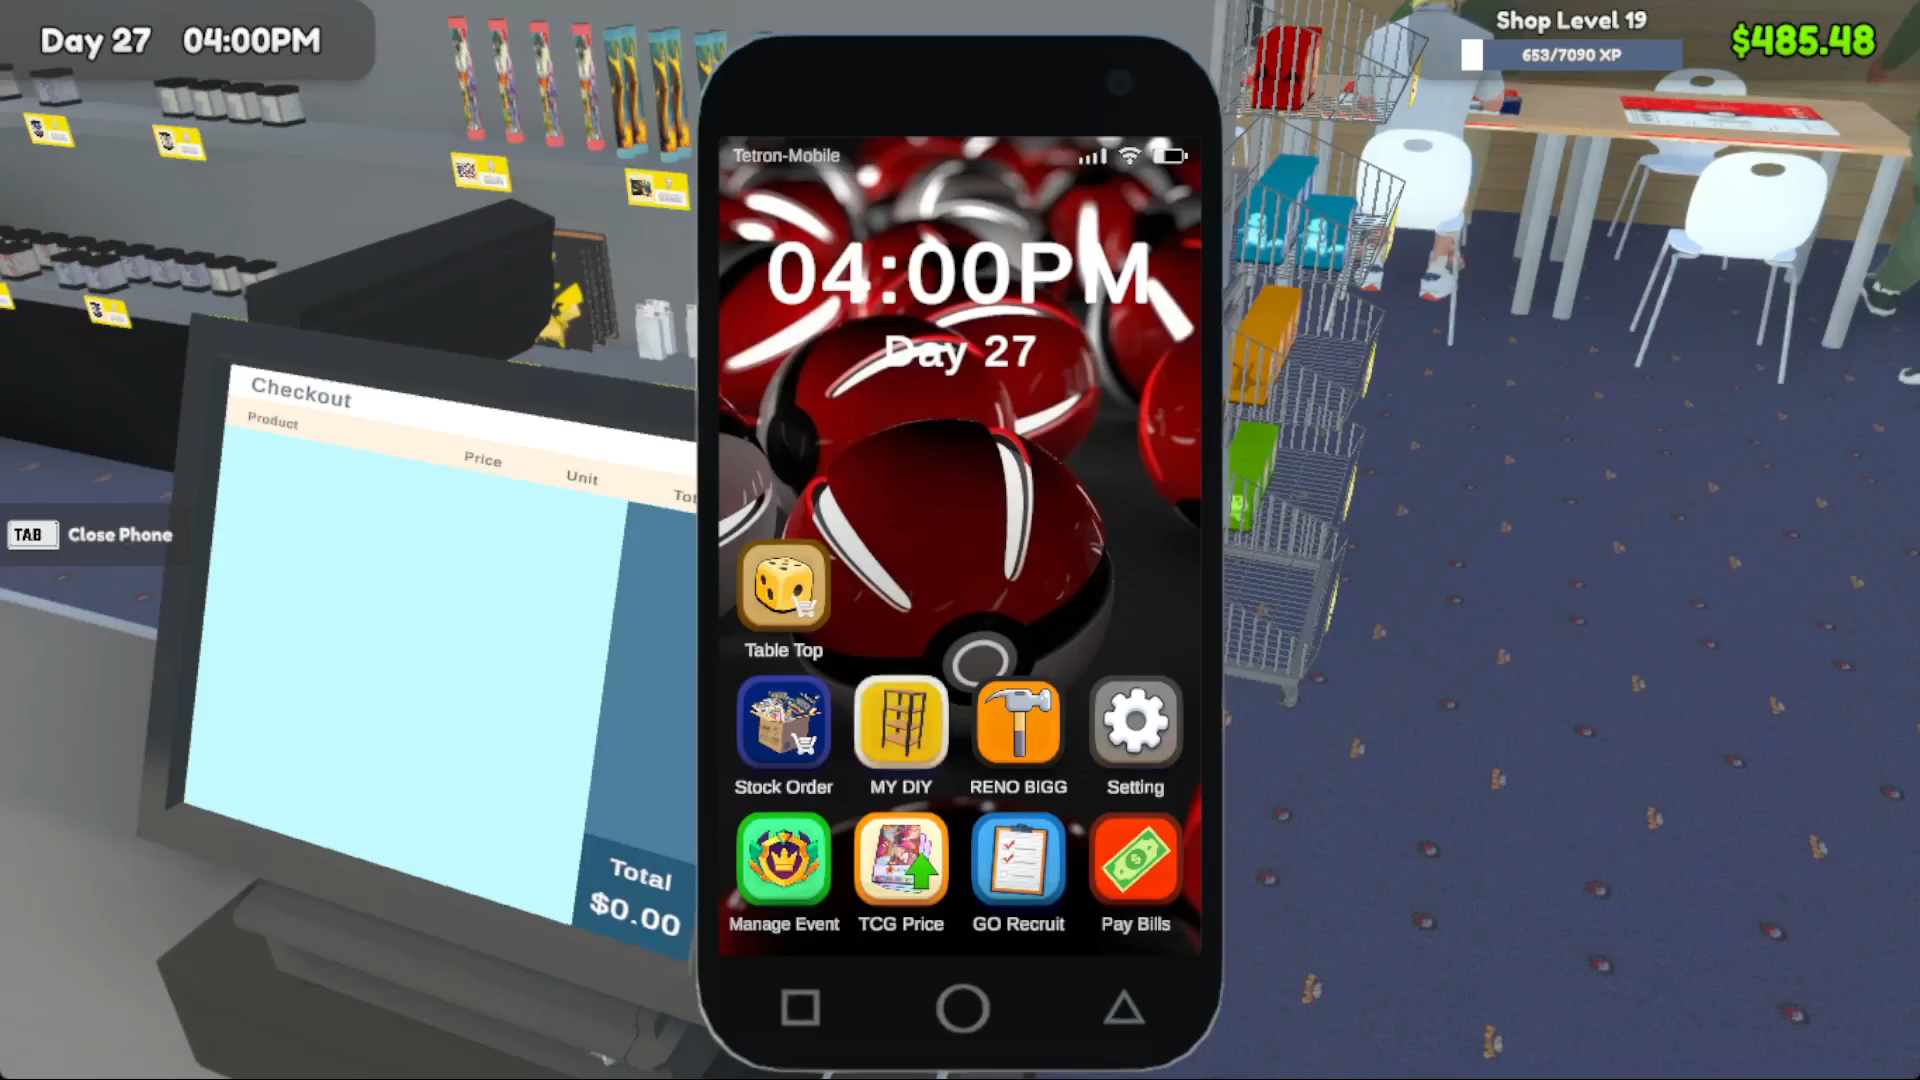 Day 27 04:00PM
Shop Level 19
653/7090 XP
$485.48
Tetron-Mobile
04:00PM
Day 27
Checkout
Product Price Unit
TAB Close Phone
Table Top
Stock Order MY DIY RENO BIGG Setting
Manage Event TCG Price GO Recruit Pay Bills
Total
$0.00